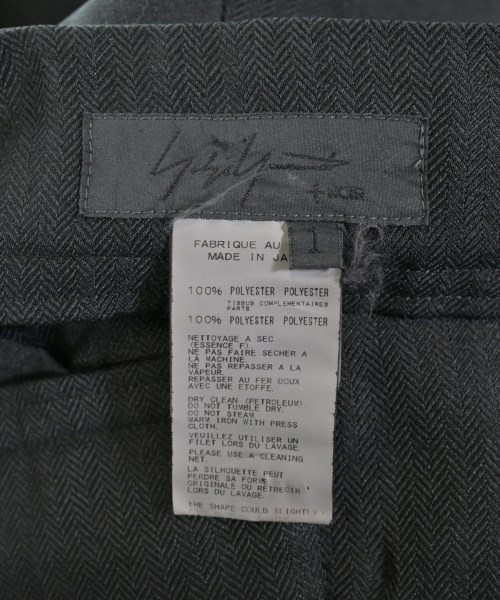 Yohji Yamamoto
+NOIR
1
FABRIQUE AU
MADE IN JA
100% POLYESTER POLYESTER
TISSUS COMPLEMENTAIRES
PARTS
100% POLYESTER POLYESTER
NETTOYAGE A SEC
(ESSENCE F).
NE PAS FAIRE SECHER A
LA MACHINE.
NE PAS REPASSER A LA
VAPEUR.
REPASSER AU FER DOUX
AVEC UNE ETOFFE.
DRY CLEAN (PETROLEUM).
DO NOT TUMBLE DRY.
DO NOT STEAM.
WARM IRON WITH PRESS
CLOTH.
VEUILLEZ UTILISER UN
FILET LORS DU LAVAGE.
PLEASE USE A CLEANING
NET.
LA SILHOUETTE PEUT
PERDRE SA FORME
ORIGINALE OU RETRECIR
LORS DU LAVAGE.
THE SHAPE COULD SLIGHTLY